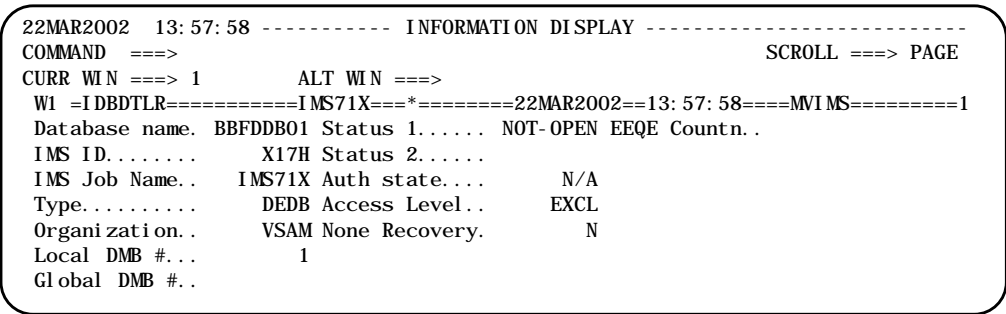 22MAR2002  13:57:58 ----------- INFORMATION DISPLAY ---------------------------
COMMAND  ===>                                                 SCROLL ===> PAGE
CURR WIN ===> 1        ALT WIN ===>
 W1 =IDBDTLR===========IMS71X===*========22MAR2002==13:57:58====MVIMS=========1
 Database name. BBFDDB01 Status 1...... NOT-OPEN EEQE Countn..
 IMS ID........     X17H Status 2......
 IMS Job Name..   IMS71X Auth state....      N/A
 Type..........     DEDB Access Level..     EXCL
 Organization..     VSAM None Recovery.        N
 Local DMB #...        1
 Global DMB #..